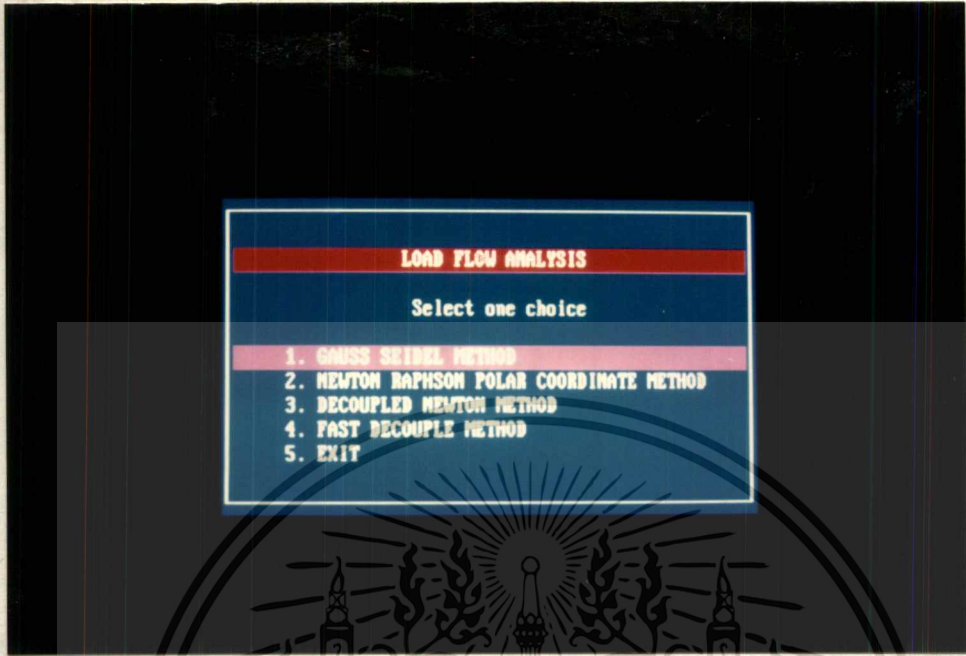 LOAD FLOW ANALYSIS
Select one choice
1. GAUSS SEIDEL METHOD
2. NEWTON RAPHSON POLAR COORDINATE METHOD
3. DECOUPLED NEWTON METHOD
4. FAST DECOUPLE METHOD
5. EXIT